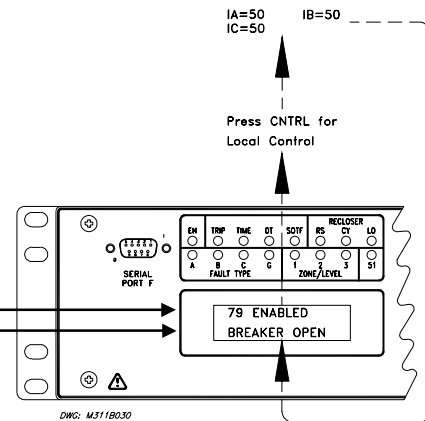 IA=50 IB=50
IC=50
Press CNTRL for
Local Control
RECLOSER
EN TRIP TIME DT SOTF RS CY LO
A B C G 1 2 3 51
FAULT TYPE ZONE/LEVEL
SERIAL
PORT F
79 ENABLED
BREAKER OPEN
DWG: M311B030